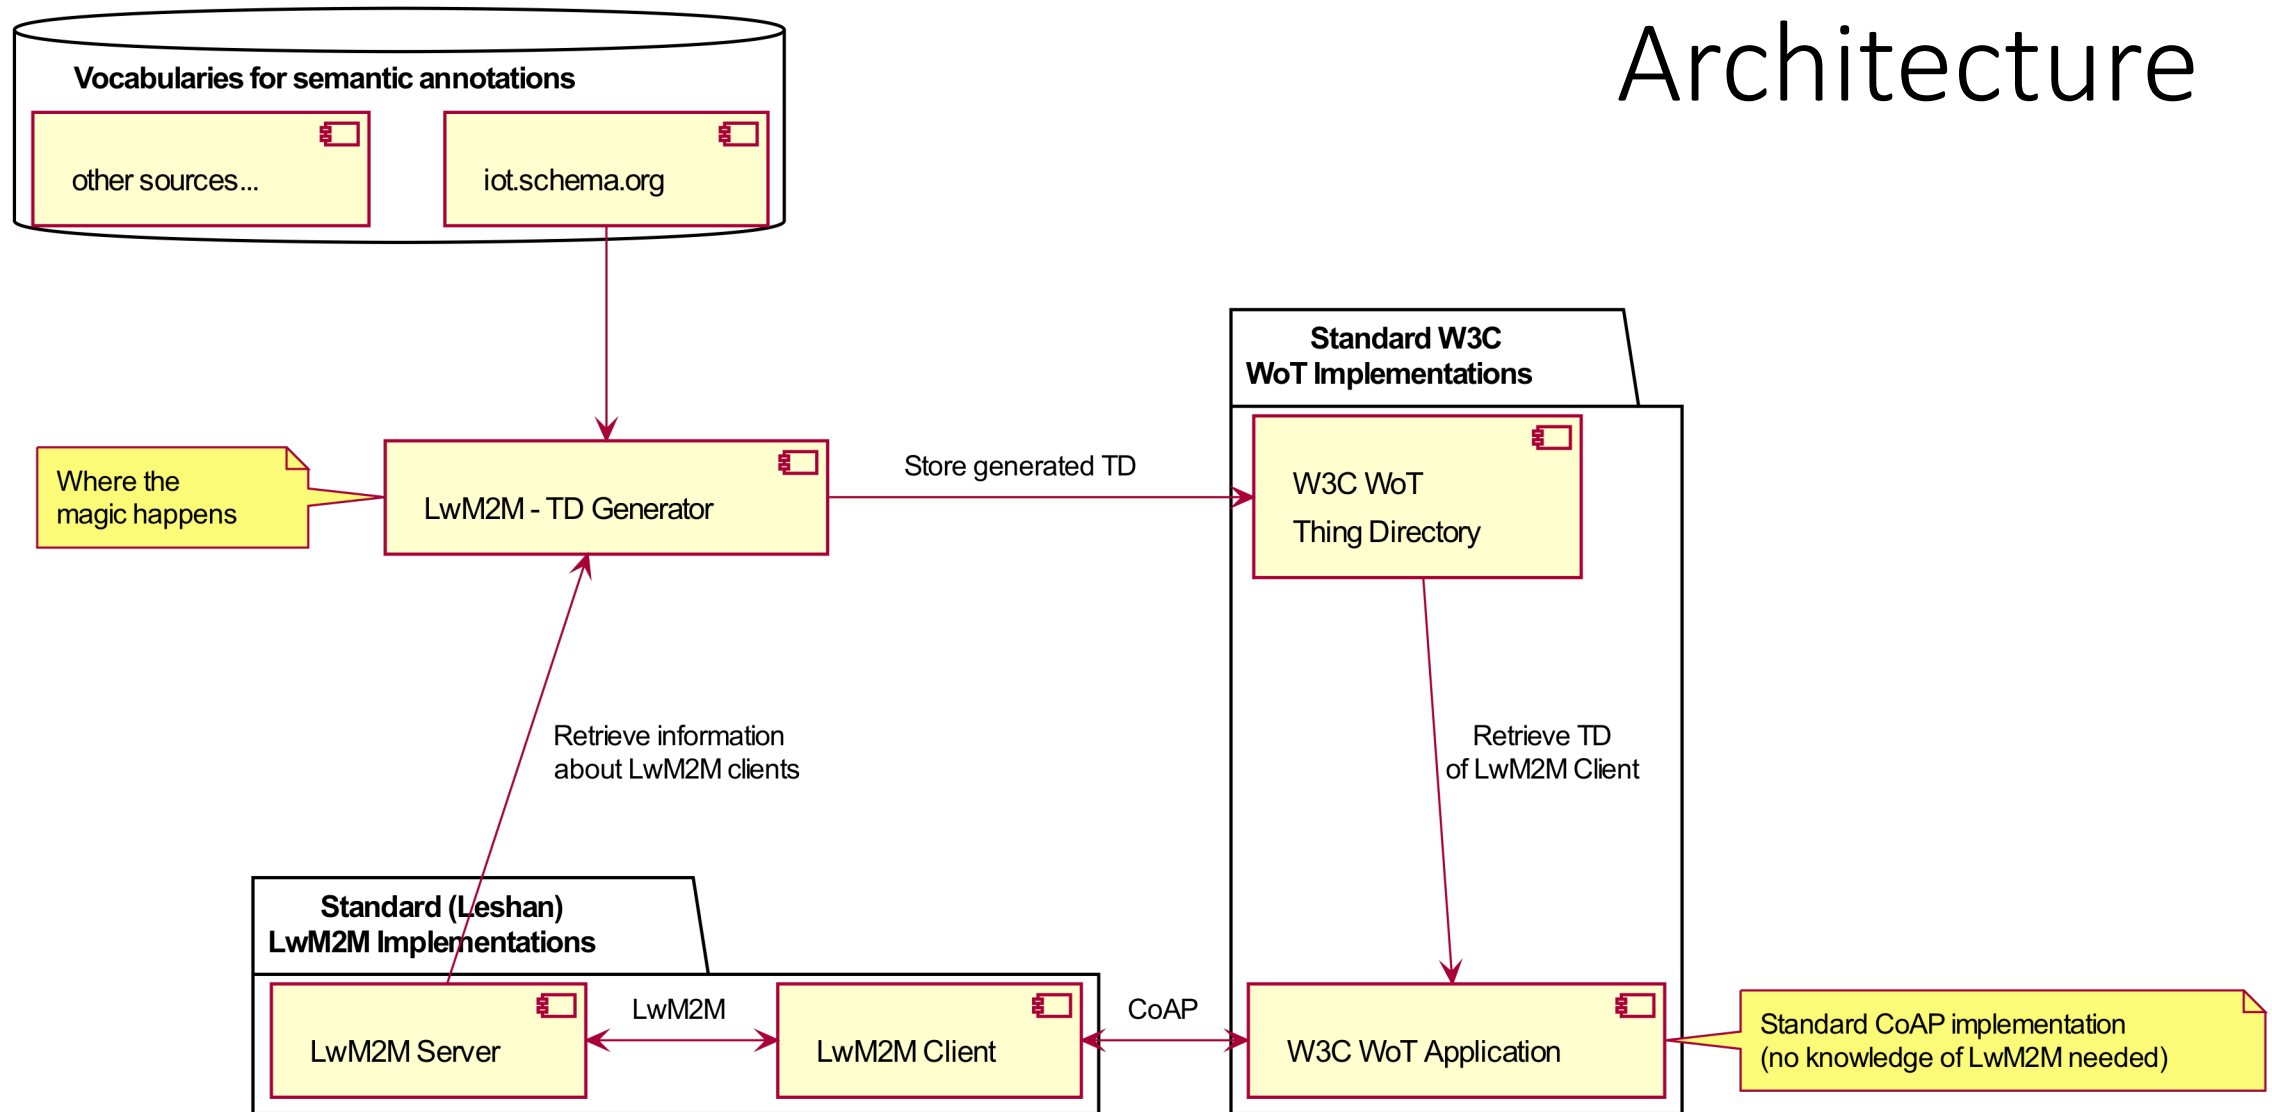 Architecture
Vocabularies for semantic annotations
other sources...
iot.schema.org
Standard W3C
WoT Implementations
Where the
magic happens
LwM2M - TD Generator
Store generated TD
W3C WoT
Thing Directory
Retrieve information
about LwM2M clients
Retrieve TD
of LwM2M Client
Standard (Leshan)
LwM2M Implementations
LwM2M Server
LwM2M
LwM2M Client
CoAP
W3C WoT Application
Standard CoAP implementation
(no knowledge of LwM2M needed)